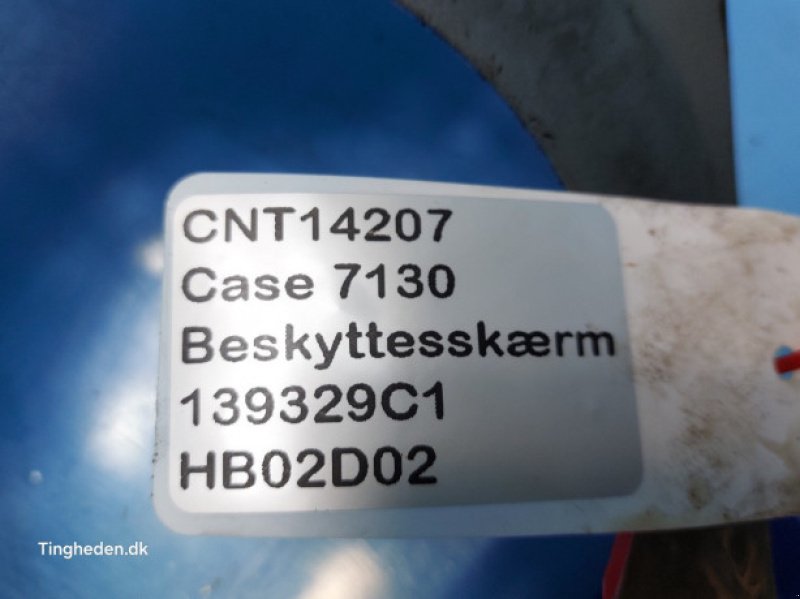 CNT14207
Case 7130
Beskyttesskærm
139329C1
HB02D02
Tingheden.dk